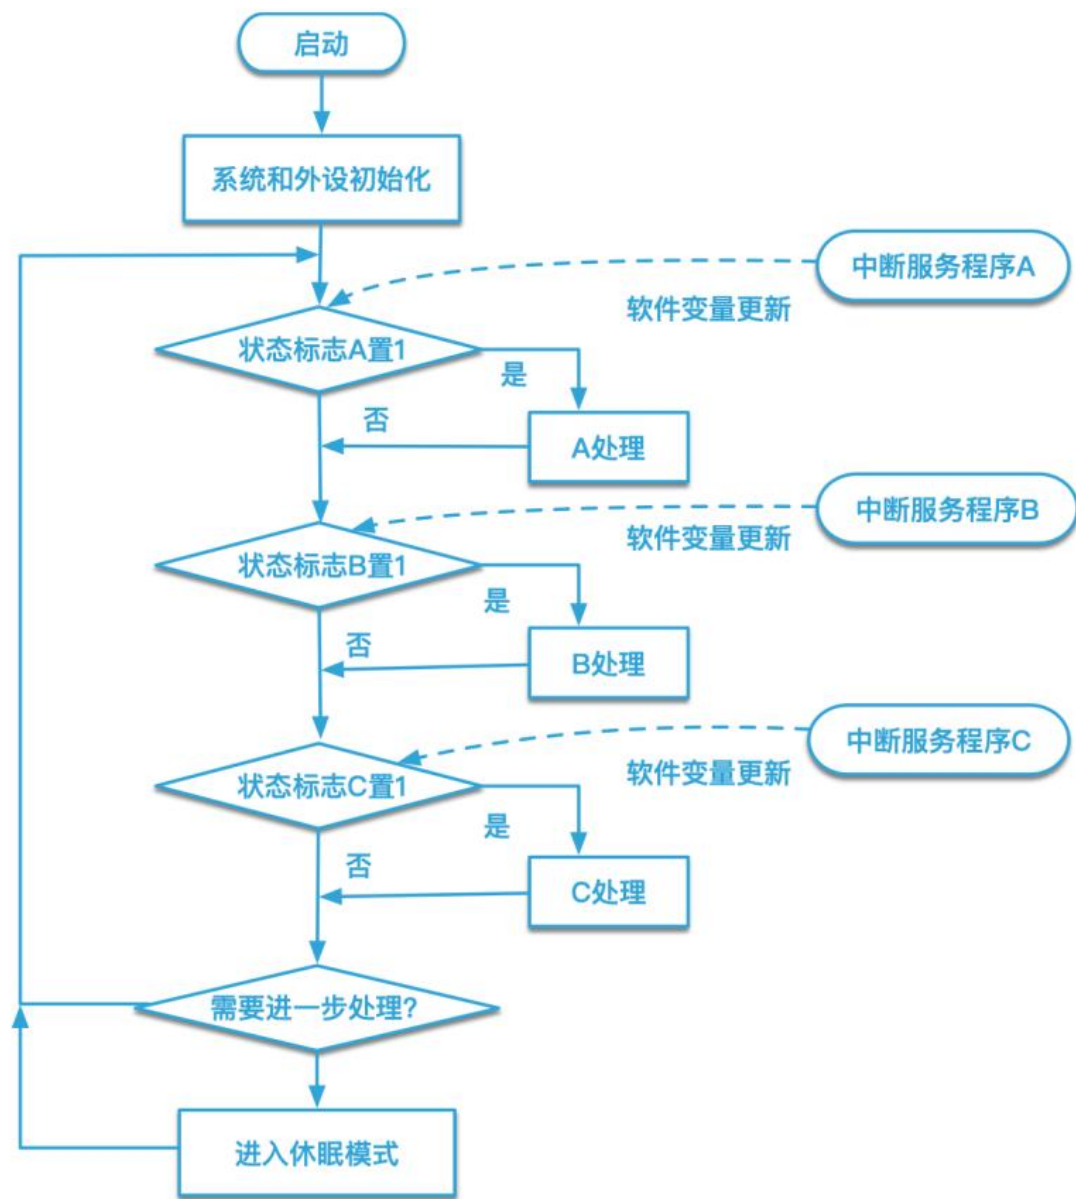 启动
系统和外设初始化
中断服务程序A
软件变量更新
状态标志A置1
是
否
A处理
中断服务程序B
软件变量更新
状态标志B置1
是
否
B处理
中断服务程序C
软件变量更新
状态标志C置1
是
否
C处理
需要进一步处理?
进入休眠模式